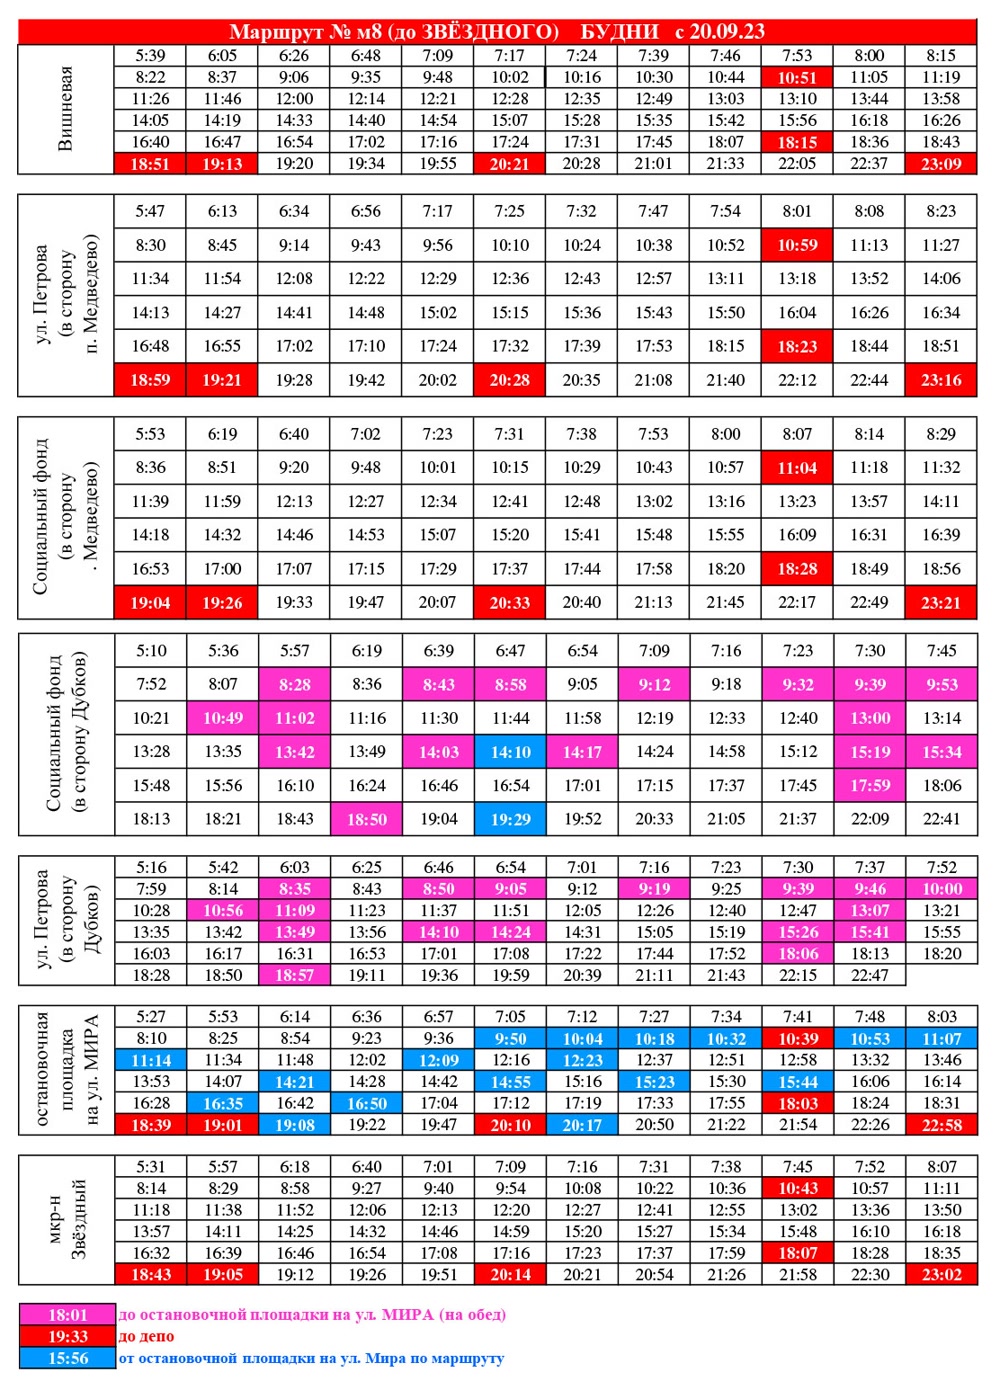 Маршрут № м8 (до ЗВЁЗДНОГО) БУДНИ с 20.09.23
Вишневая
5:39 6:05 6:26 6:48 7:09 7:17 7:24 7:39 7:46 7:53 8:00 8:15
8:22 8:37 9:06 9:35 9:48 10:02 10:16 10:30 10:44 10:51 11:05 11:19
11:26 11:46 12:00 12:14 12:21 12:28 12:35 12:49 13:03 13:10 13:44 13:58
14:05 14:19 14:33 14:40 14:54 15:07 15:28 15:35 15:42 15:56 16:18 16:26
16:40 16:47 16:54 17:02 17:16 17:24 17:31 17:45 18:07 18:15 18:36 18:43
18:51 19:13 19:20 19:34 19:55 20:21 20:28 21:01 21:33 22:05 22:37 23:09
ул. Петрова
(в сторону
п. Медведево)
5:47 6:13 6:34 6:56 7:17 7:25 7:32 7:47 7:54 8:01 8:08 8:23
8:30 8:45 9:14 9:43 9:56 10:10 10:24 10:38 10:52 10:59 11:13 11:27
11:34 11:54 12:08 12:22 12:29 12:36 12:43 12:57 13:11 13:18 13:52 14:06
14:13 14:27 14:41 14:48 15:02 15:15 15:36 15:43 15:50 16:04 16:26 16:34
16:48 16:55 17:02 17:10 17:24 17:32 17:39 17:53 18:15 18:23 18:44 18:51
18:59 19:21 19:28 19:42 20:02 20:28 20:35 21:08 21:40 22:12 22:44 23:16
Социальный фонд
(в сторону
. Медведево)
5:53 6:19 6:40 7:02 7:23 7:31 7:38 7:53 8:00 8:07 8:14 8:29
8:36 8:51 9:20 9:48 10:01 10:15 10:29 10:43 10:57 11:04 11:18 11:32
11:39 11:59 12:13 12:27 12:34 12:41 12:48 13:02 13:16 13:23 13:57 14:11
14:18 14:32 14:46 14:53 15:07 15:20 15:41 15:48 15:55 16:09 16:31 16:39
16:53 17:00 17:07 17:15 17:29 17:37 17:44 17:58 18:20 18:28 18:49 18:56
19:04 19:26 19:33 19:47 20:07 20:33 20:40 21:13 21:45 22:17 22:49 23:21
Социальный фонд
(в сторону Дубков)
5:10 5:36 5:57 6:19 6:39 6:47 6:54 7:09 7:16 7:23 7:30 7:45
7:52 8:07 8:28 8:36 8:43 8:58 9:05 9:12 9:18 9:32 9:39 9:53
10:21 10:49 11:02 11:16 11:30 11:44 11:58 12:19 12:33 12:40 13:00 13:14
13:28 13:35 13:42 13:49 14:03 14:10 14:17 14:24 14:58 15:12 15:19 15:34
15:48 15:56 16:10 16:24 16:46 16:54 17:01 17:15 17:37 17:45 17:59 18:06
18:13 18:21 18:43 18:50 19:04 19:29 19:52 20:33 21:05 21:37 22:09 22:41
ул. Петрова
(в сторону
Дубков)
5:16 5:42 6:03 6:25 6:46 6:54 7:01 7:16 7:23 7:30 7:37 7:52
7:59 8:14 8:35 8:43 8:50 9:05 9:12 9:19 9:25 9:39 9:46 10:00
10:28 10:56 11:09 11:23 11:37 11:51 12:05 12:26 12:40 12:47 13:07 13:21
13:35 13:42 13:49 13:56 14:10 14:24 14:31 15:05 15:19 15:26 15:41 15:55
16:03 16:17 16:31 16:53 17:01 17:08 17:22 17:44 17:52 18:06 18:13 18:20
18:28 18:50 18:57 19:11 19:36 19:59 20:39 21:11 21:43 22:15 22:47
остановочная
площадка
на ул. МИРА
5:27 5:53 6:14 6:36 6:57 7:05 7:12 7:27 7:34 7:41 7:48 8:03
8:10 8:25 8:54 9:23 9:36 9:50 10:04 10:18 10:32 10:39 10:53 11:07
11:14 11:34 11:48 12:02 12:09 12:16 12:23 12:37 12:51 12:58 13:32 13:46
13:53 14:07 14:21 14:28 14:42 14:55 15:16 15:23 15:30 15:44 16:06 16:14
16:28 16:35 16:42 16:50 17:04 17:12 17:19 17:33 17:55 18:03 18:24 18:31
18:39 19:01 19:08 19:22 19:47 20:10 20:17 20:50 21:22 21:54 22:26 22:58
мкр-н
Звёздный
5:31 5:57 6:18 6:40 7:01 7:09 7:16 7:31 7:38 7:45 7:52 8:07
8:14 8:29 8:58 9:27 9:40 9:54 10:08 10:22 10:36 10:43 10:57 11:11
11:18 11:38 11:52 12:06 12:13 12:20 12:27 12:41 12:55 13:02 13:36 13:50
13:57 14:11 14:25 14:32 14:46 14:59 15:20 15:27 15:34 15:48 16:10 16:18
16:32 16:39 16:46 16:54 17:08 17:16 17:23 17:37 17:59 18:07 18:28 18:35
18:43 19:05 19:12 19:26 19:51 20:14 20:21 20:54 21:26 21:58 22:30 23:02
18:01 до остановочной площадки на ул. МИРА (на обед)
19:33 до депо
15:56 от остановочной площадки на ул. Мира по маршруту